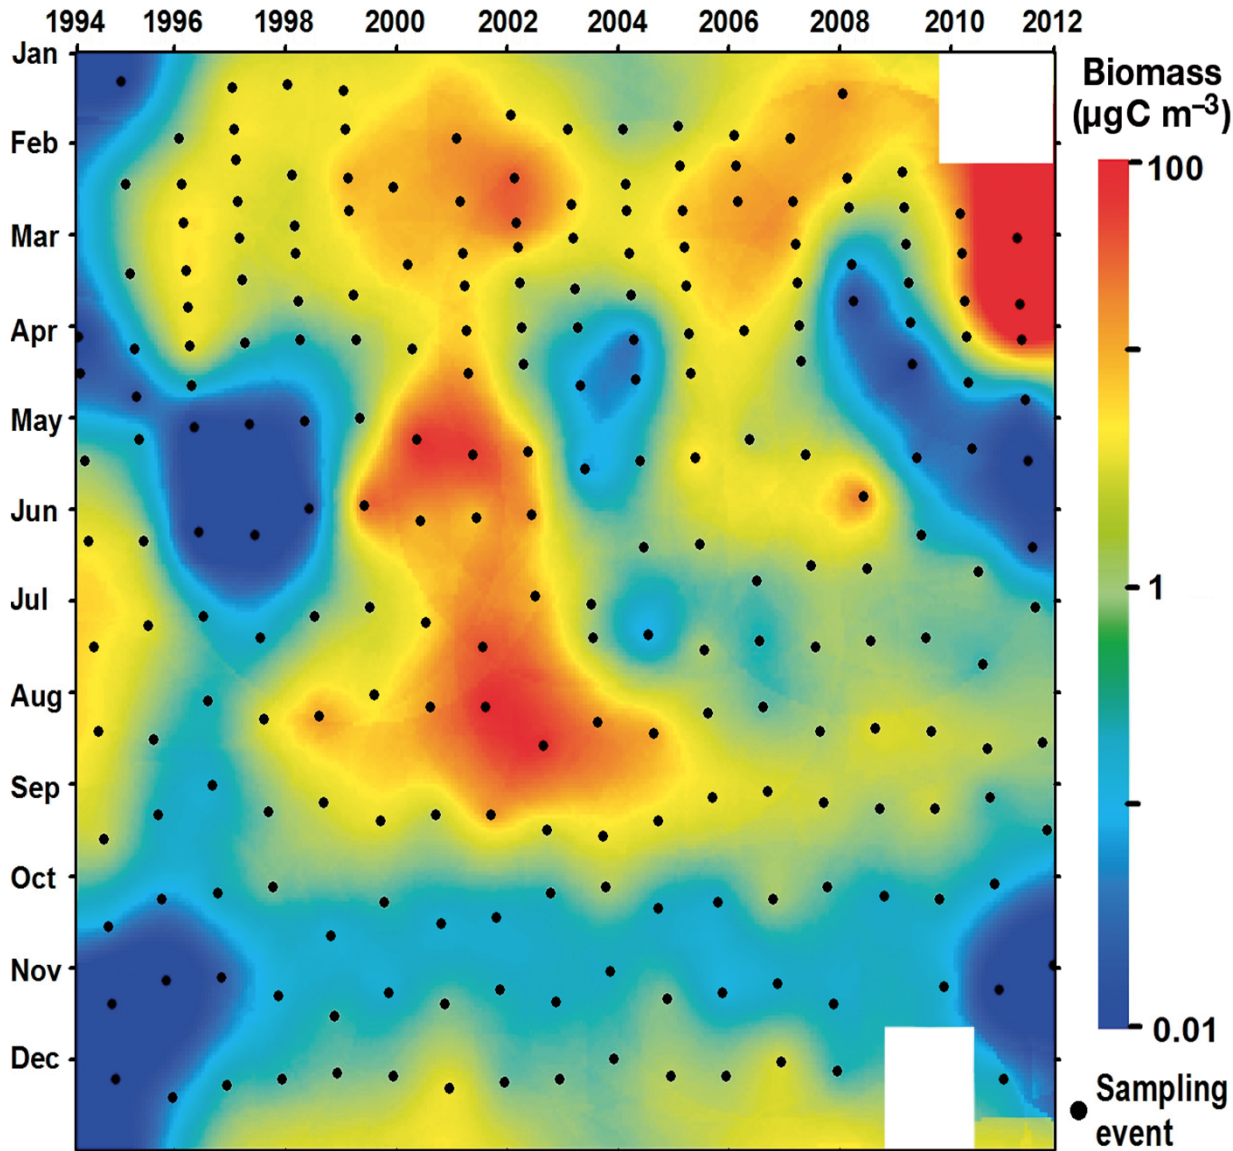 1994 1996 1998 2000 2002 2004 2006 2008 2010 2012
Jan
Feb
Mar
Apr
May
Jun
Jul
Aug
Sep
Oct
Nov
Dec
Biomass
(µgC m⁻³)
100
1
0.01
Sampling
event